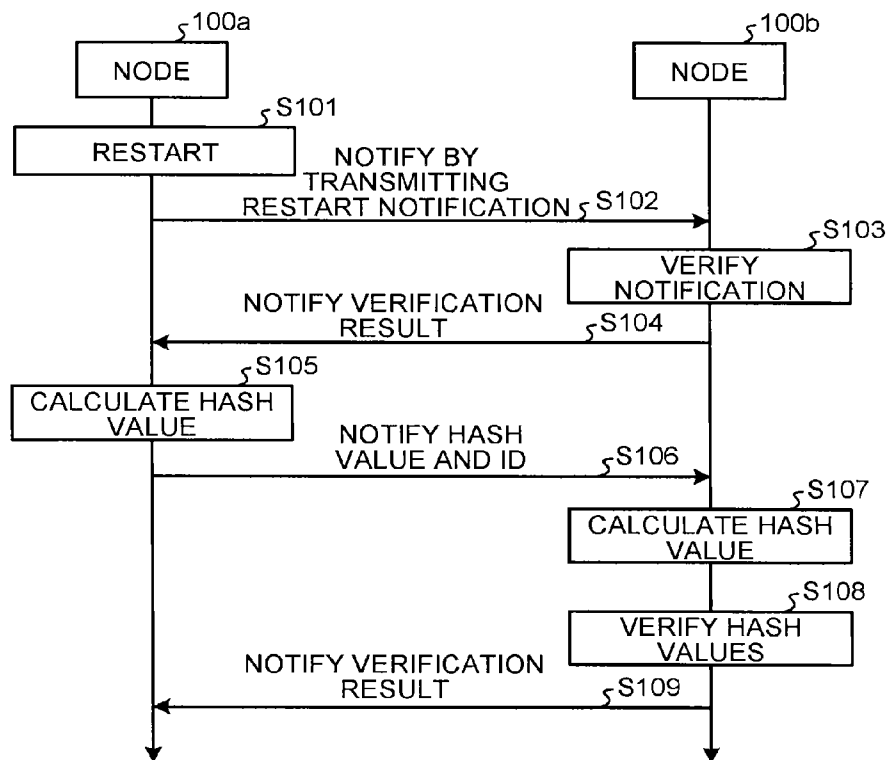 100a
100b
NODE
NODE
S101
RESTART
NOTIFY BY
TRANSMITTING
RESTART NOTIFICATION
S102
S103
VERIFY
NOTIFICATION
NOTIFY VERIFICATION
RESULT
S104
S105
CALCULATE HASH
VALUE
NOTIFY HASH
VALUE AND ID
S106
S107
CALCULATE HASH
VALUE
S108
VERIFY HASH
VALUES
NOTIFY VERIFICATION
RESULT
S109